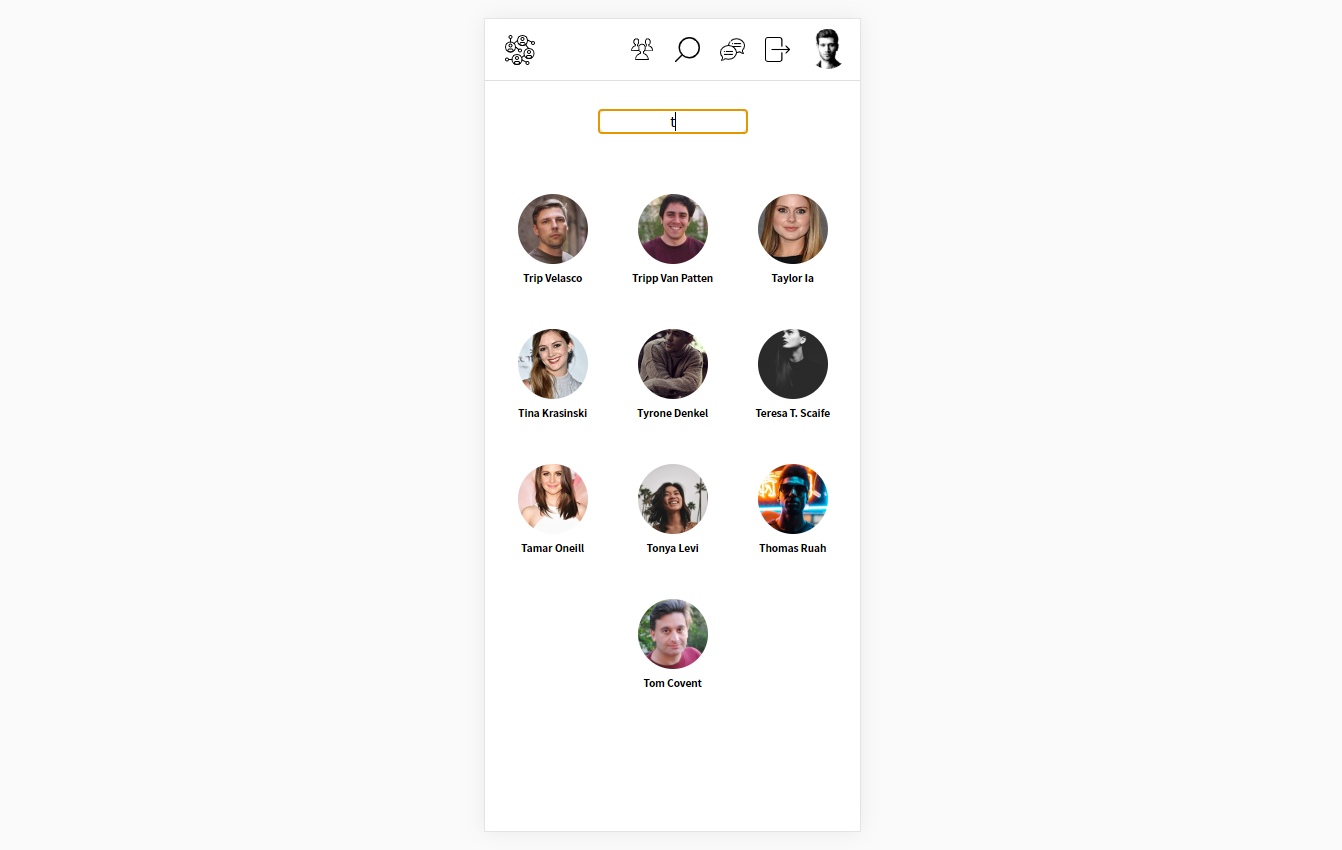 t
Trip Velasco
Tripp Van Patten
Taylor Ia
Tina Krasinski
Tyrone Denkel
Teresa T. Scaife
Tamar Oneill
Tonya Levi
Thomas Ruah
Tom Covent